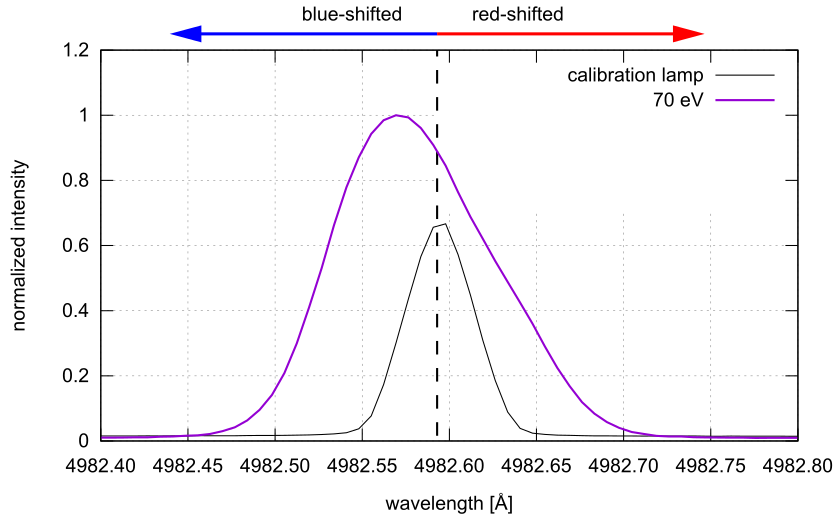 blue-shifted red-shifted
1.2
calibration lamp
70 eV
1
0.8
normalized intensity
0.6
0.4
0.2
0
4982.40 4982.45 4982.50 4982.55 4982.60 4982.65 4982.70 4982.75 4982.80
wavelength [Å]